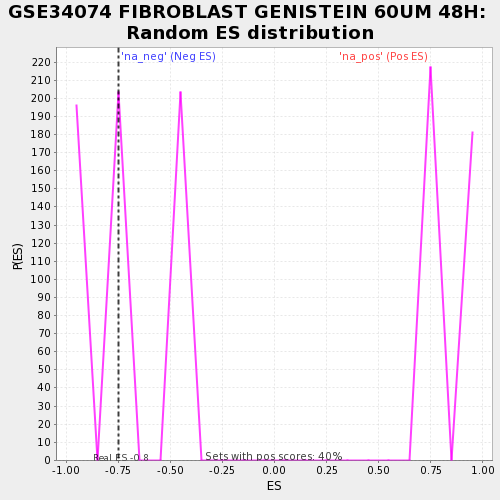 GSE34074 FIBROBLAST GENISTEIN 60UM 48H:
Random ES distribution
'na_neg' (Neg ES)
'na_pos' (Pos ES)
220
210
200
190
180
170
160
150
140
130
120
110
100
90
80
70
60
50
40
30
20
10
0
P(ES)
Real ES -0.8
Sets with pos scores: 40%
-1.00 -0.75 -0.50 -0.25 0.00 0.25 0.50 0.75 1.00
ES